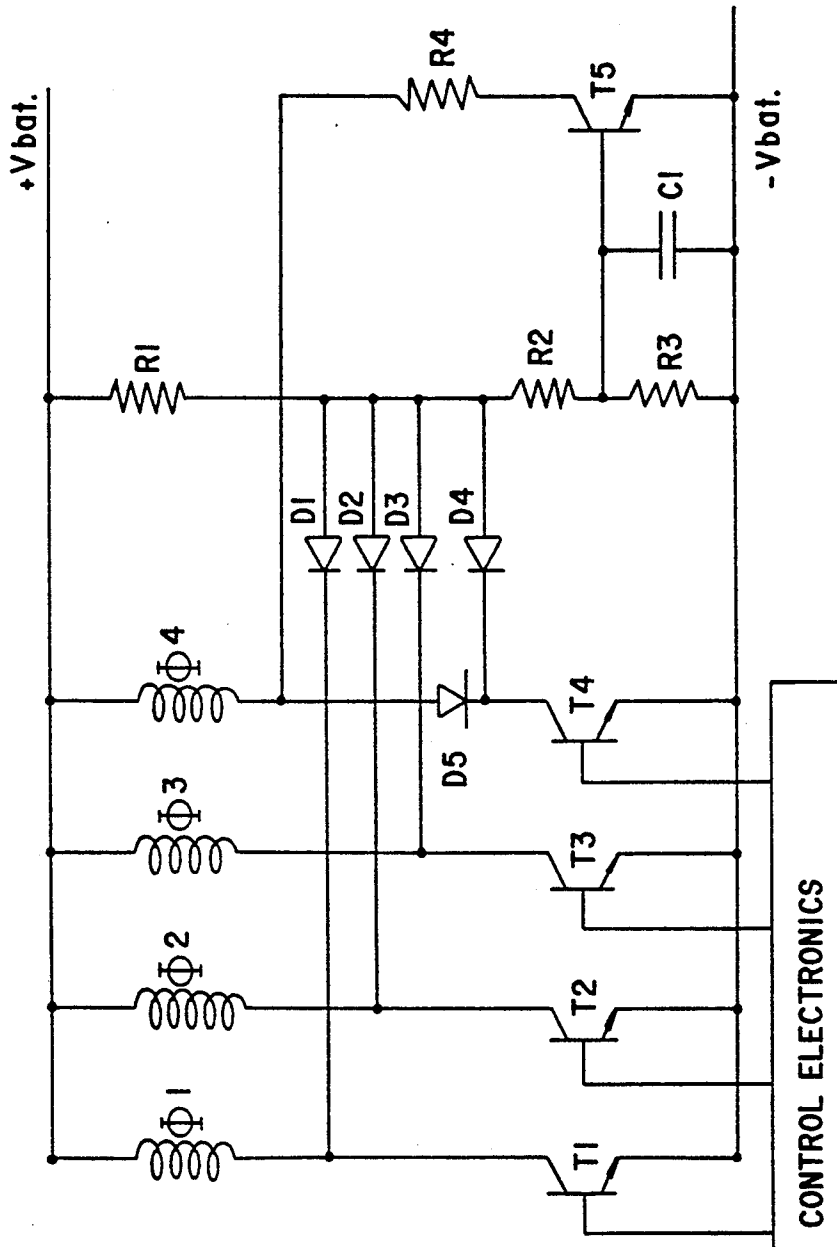 +Vbat.
R1
R4
Φ1
Φ2
Φ3
Φ4
D1
D2
D3
D4
D5
R2
R3
C1
T5
T1
T2
T3
T4
-Vbat.
CONTROL ELECTRONICS